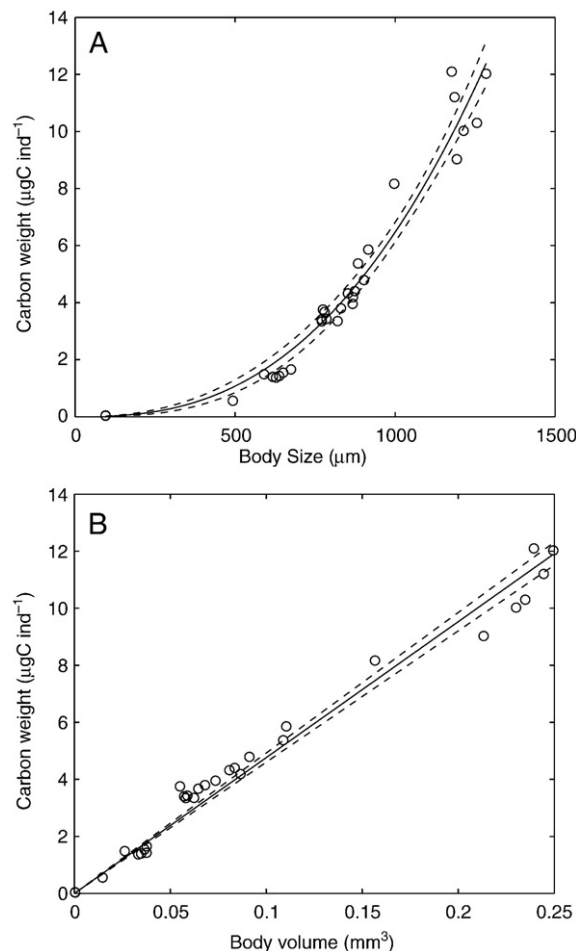 A
14
12
10
8
6
4
2
0
Carbon weight (μgC ind⁻¹)
0 500 1000 1500
Body Size (μm)
B
14
12
10
8
6
4
2
0
Carbon weight (μgC ind⁻¹)
0 0.05 0.1 0.15 0.2 0.25
Body volume (mm³)